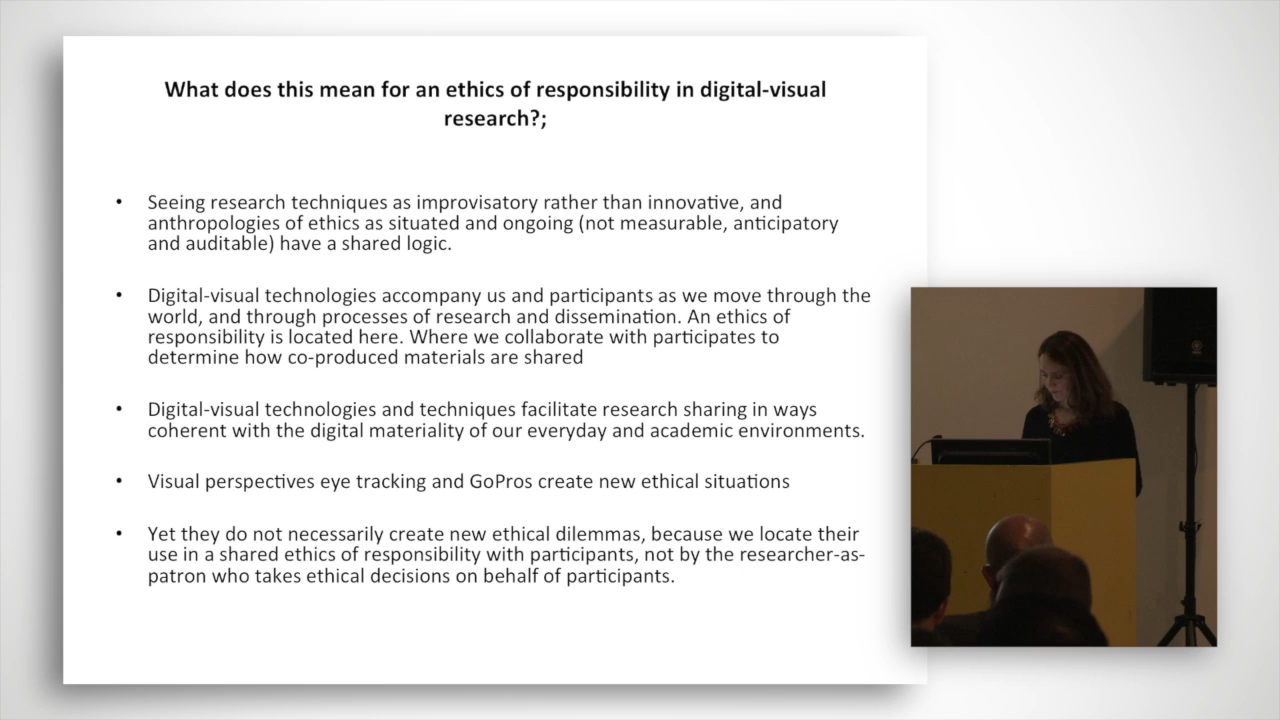 What does this mean for an ethics of responsibility in digital-visual
research?;
• Seeing research techniques as improvisatory rather than innovative, and
anthropologies of ethics as situated and ongoing (not measurable, anticipatory
and auditable) have a shared logic.
• Digital-visual technologies accompany us and participants as we move through the
world, and through processes of research and dissemination. An ethics of
responsibility is located here. Where we collaborate with participates to
determine how co-produced materials are shared
• Digital-visual technologies and techniques facilitate research sharing in ways
coherent with the digital materiality of our everyday and academic environments.
• Visual perspectives eye tracking and GoPros create new ethical situations
• Yet they do not necessarily create new ethical dilemmas, because we locate their
use in a shared ethics of responsibility with participants, not by the researcher-as-
patron who takes ethical decisions on behalf of participants.